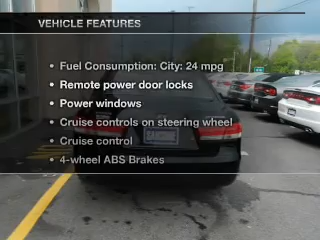 VEHICLE FEATURES
• Fuel Consumption: City: 24 mpg
• Remote power door locks
• Power windows
• Cruise controls on steering wheel
• Cruise control
• 4-wheel ABS Brakes